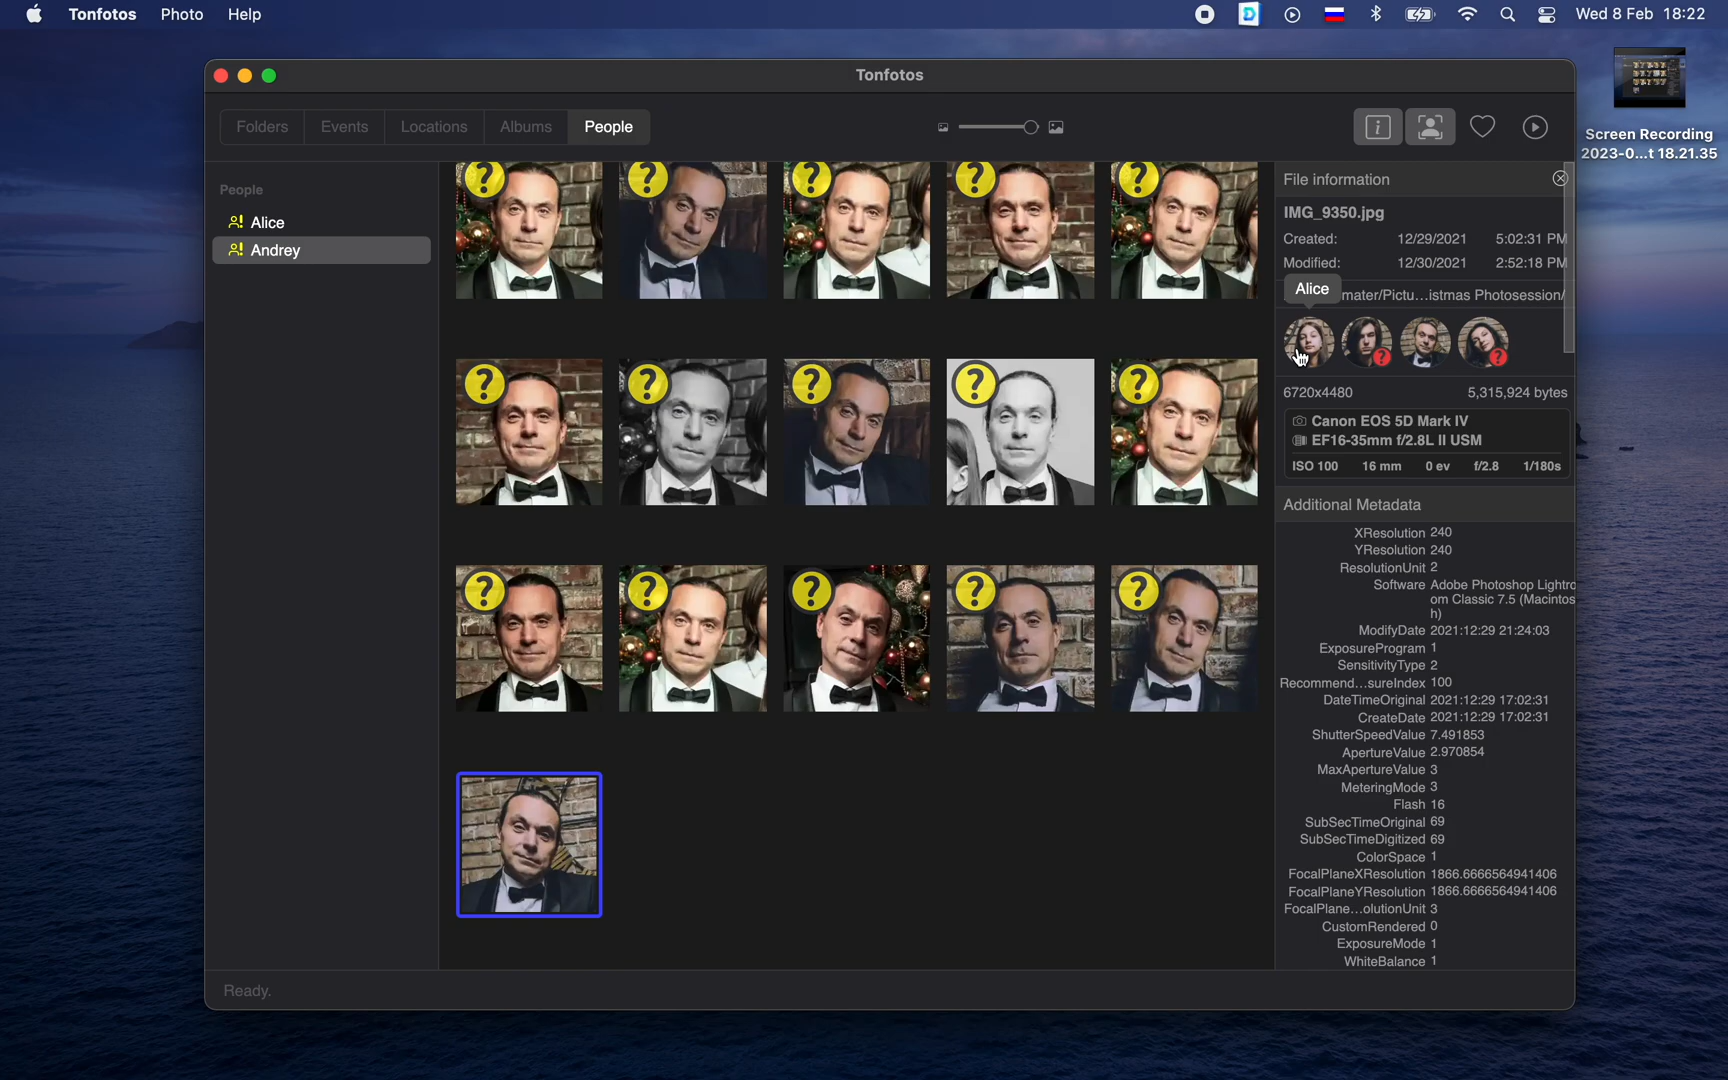 Tonfotos Photo Help
Wed 8 Feb 18:22
Tonfotos
Folders Events Locations Albums People
Screen Recording
2023-0...t 18.21.35
People
Alice
Andrey
? ? ? ? ?
? ? ? ? ?
? ? ? ? ?
Ready.
File information
IMG_9350.jpg
Created: 12/29/2021 5:02:31 PM
Modified: 12/30/2021 2:52:18 PM
Alice
mater/Pictu...istmas Photosession/
? ?
6720x4480 5,315,924 bytes
Canon EOS 5D Mark IV
EF16-35mm f/2.8L II USM
ISO 100 16 mm 0 ev f/2.8 1/180s
Additional Metadata
XResolution 240
YResolution 240
ResolutionUnit 2
Software Adobe Photoshop Lightro
om Classic 7.5 (Macintos
h)
ModifyDate 2021:12:29 21:24:03
ExposureProgram 1
SensitivityType 2
Recommend...sureIndex 100
DateTimeOriginal 2021:12:29 17:02:31
CreateDate 2021:12:29 17:02:31
ShutterSpeedValue 7.491853
ApertureValue 2.970854
MaxApertureValue 3
MeteringMode 3
Flash 16
SubSecTimeOriginal 69
SubSecTimeDigitized 69
ColorSpace 1
FocalPlaneXResolution 1866.6666564941406
FocalPlaneYResolution 1866.6666564941406
FocalPlane...olutionUnit 3
CustomRendered 0
ExposureMode 1
WhiteBalance 1